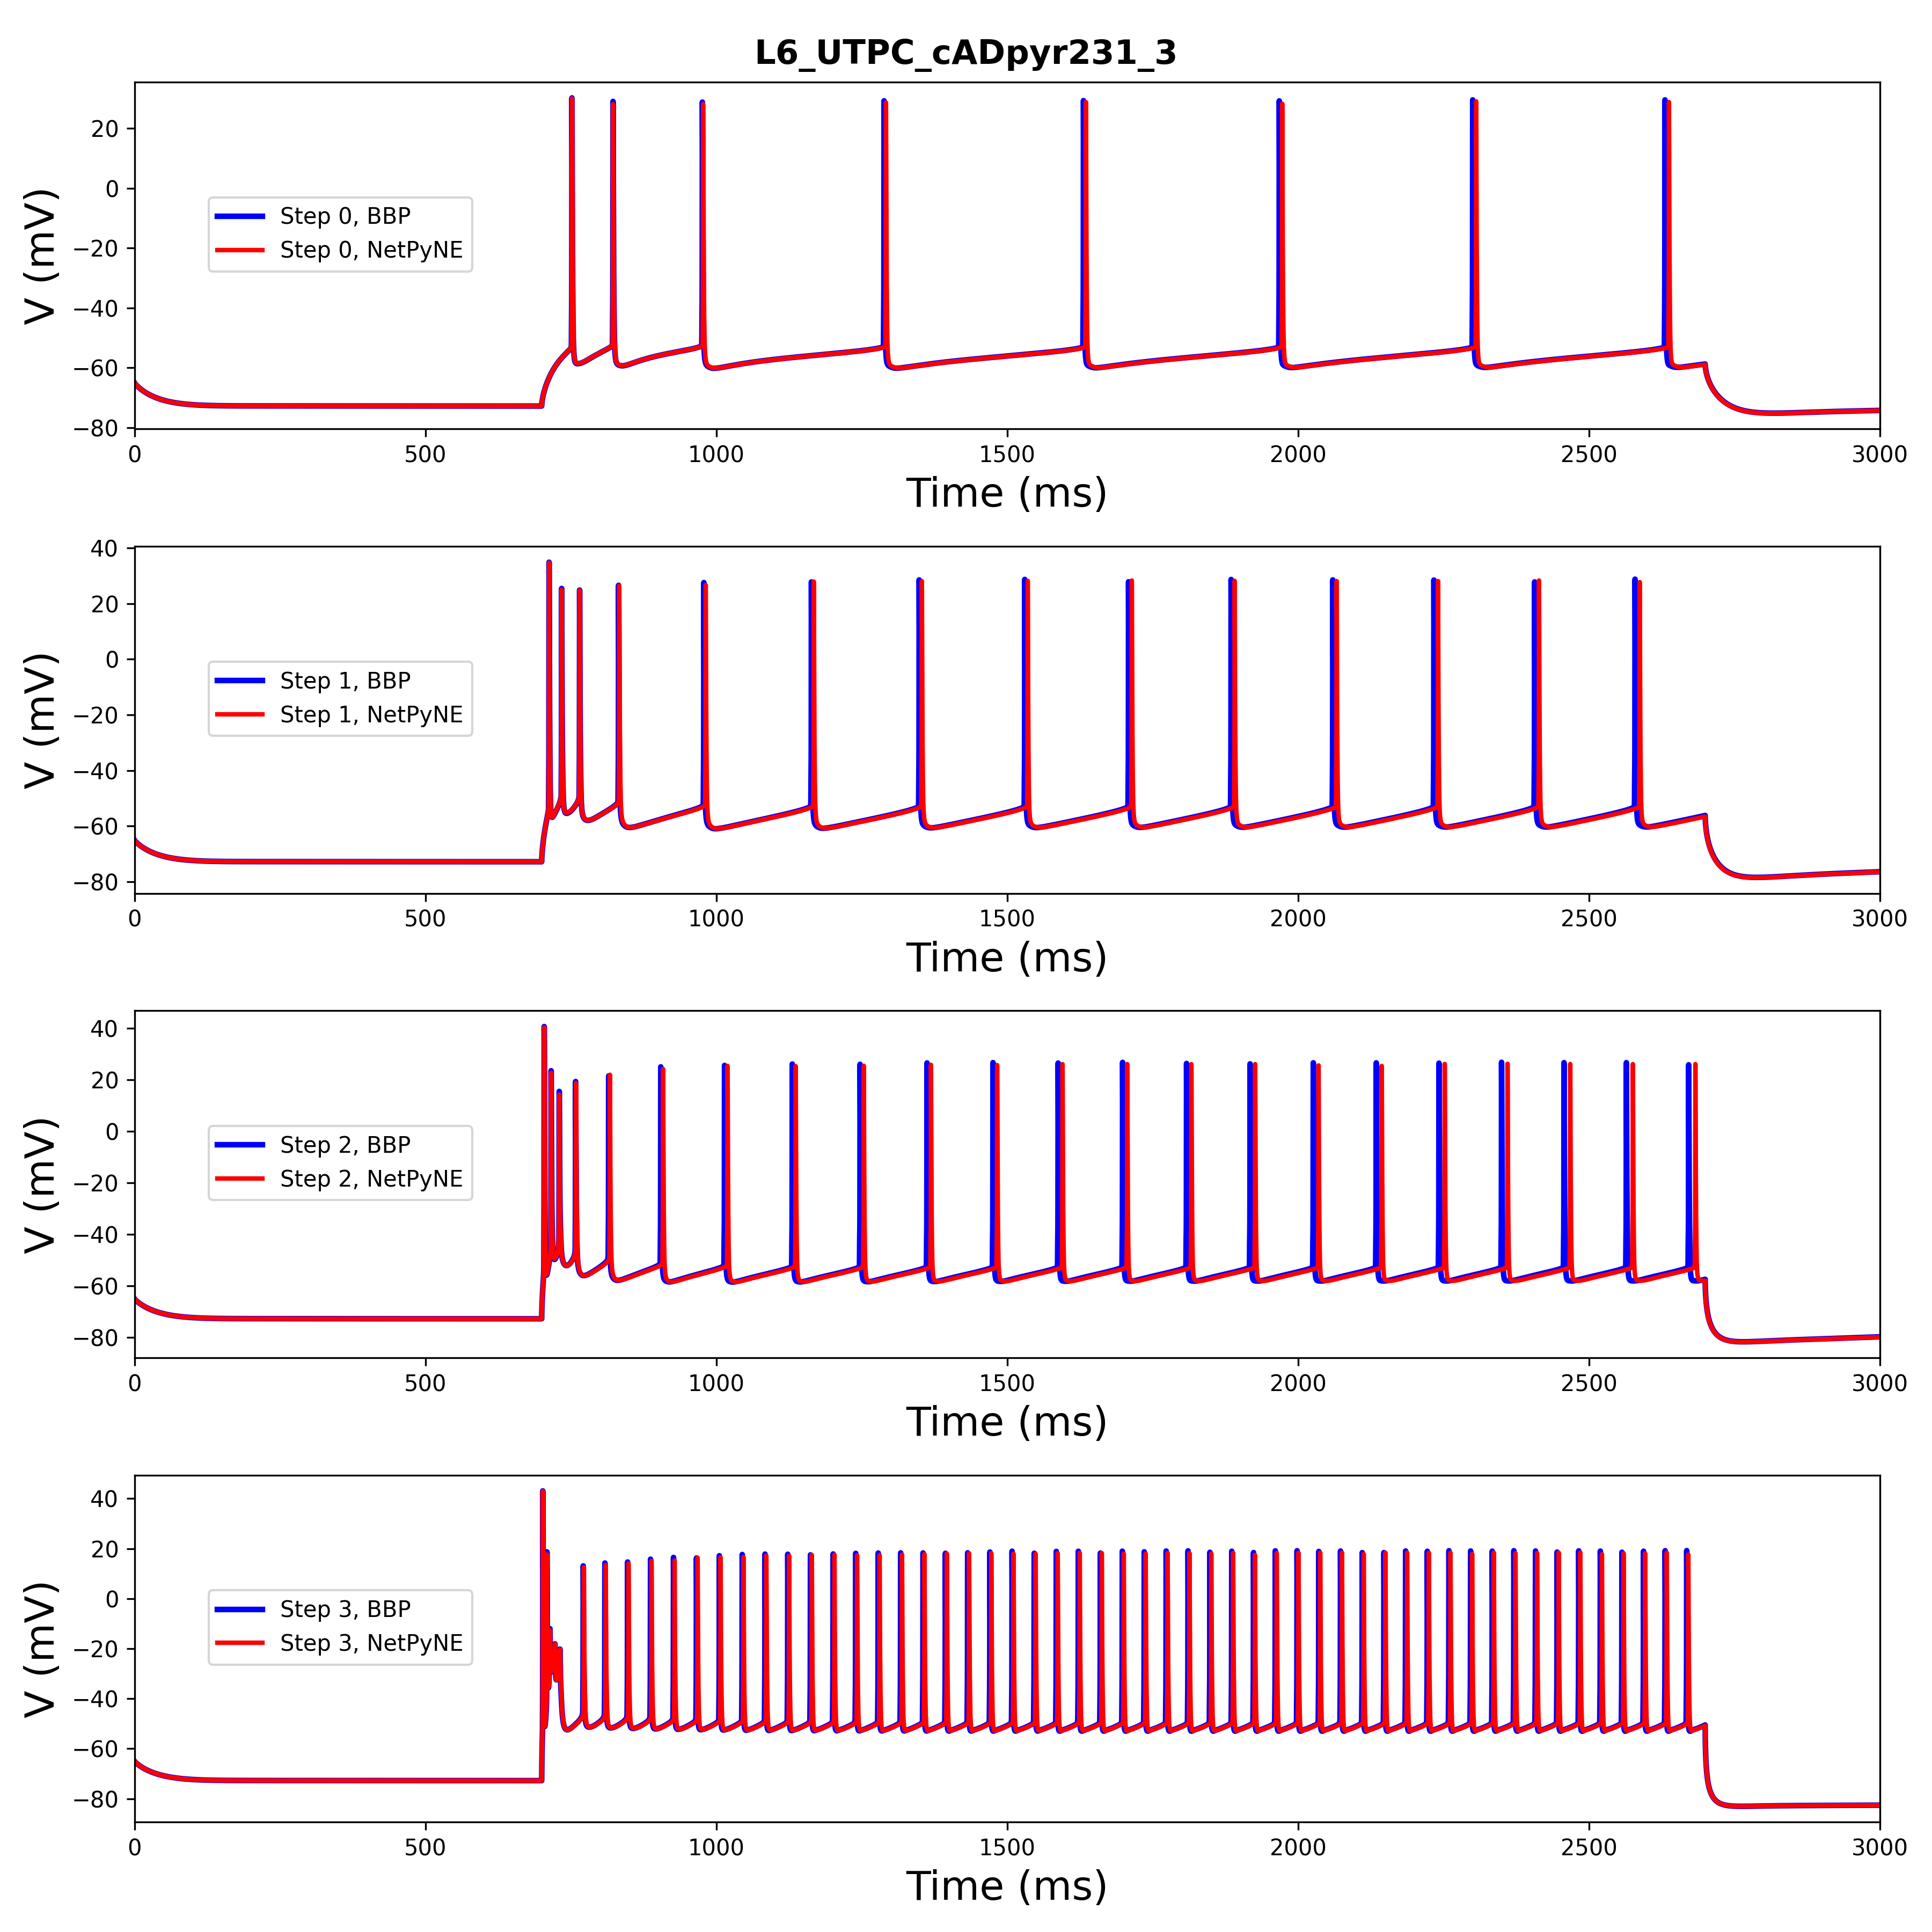 L6_UTPC_cADpyr231_3
20
0
−20
−40
−60
−80
V (mV)
Step 0, BBP
Step 0, NetPyNE
0 500 1000 1500 2000 2500 3000
Time (ms)
40
20
0
−20
−40
−60
−80
V (mV)
Step 1, BBP
Step 1, NetPyNE
0 500 1000 1500 2000 2500 3000
Time (ms)
40
20
0
−20
−40
−60
−80
V (mV)
Step 2, BBP
Step 2, NetPyNE
0 500 1000 1500 2000 2500 3000
Time (ms)
40
20
0
−20
−40
−60
−80
V (mV)
Step 3, BBP
Step 3, NetPyNE
0 500 1000 1500 2000 2500 3000
Time (ms)